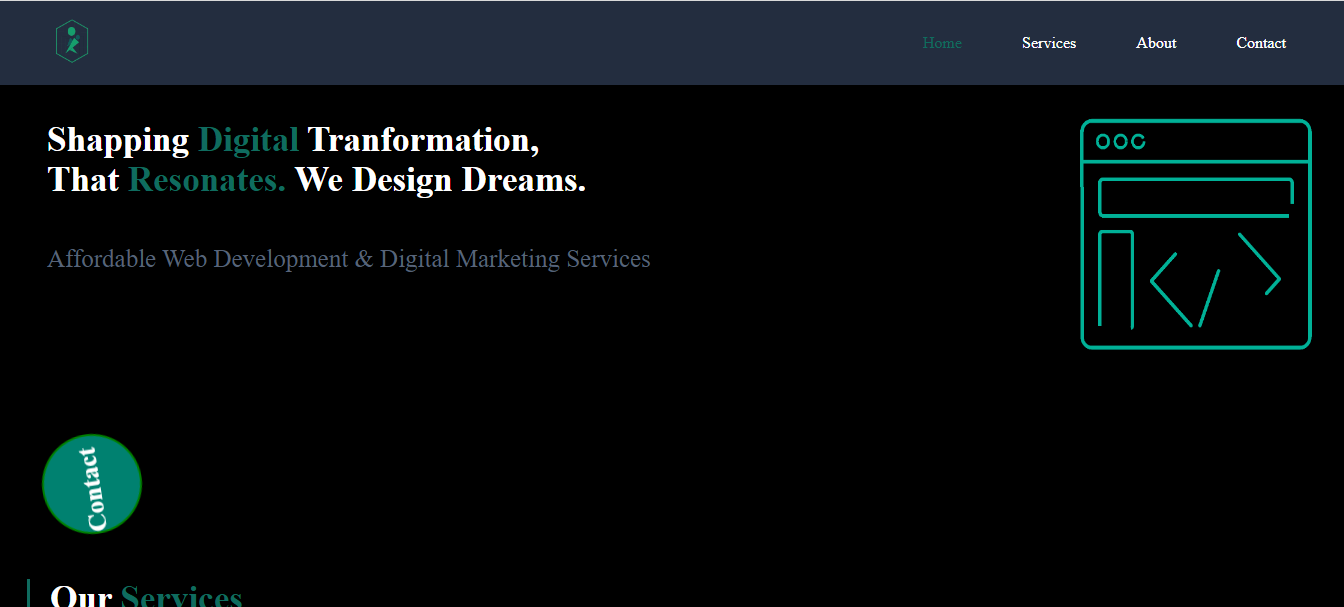 Home
Services
About
Contact
Shapping Digital Tranformation,
That Resonates. We Design Dreams.
Affordable Web Development & Digital Marketing Services
Contact
Our Services